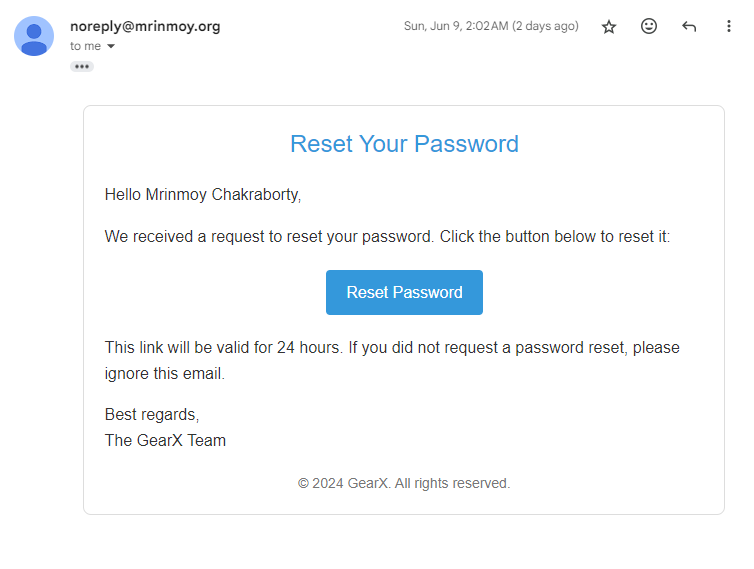 noreply@mrinmoy.org
Sun, Jun 9, 2:02 AM (2 days ago)
to me
Reset Your Password
Hello Mrinmoy Chakraborty,
We received a request to reset your password. Click the button below to reset it:
Reset Password
This link will be valid for 24 hours. If you did not request a password reset, please
ignore this email.
Best regards,
The GearX Team
© 2024 GearX. All rights reserved.